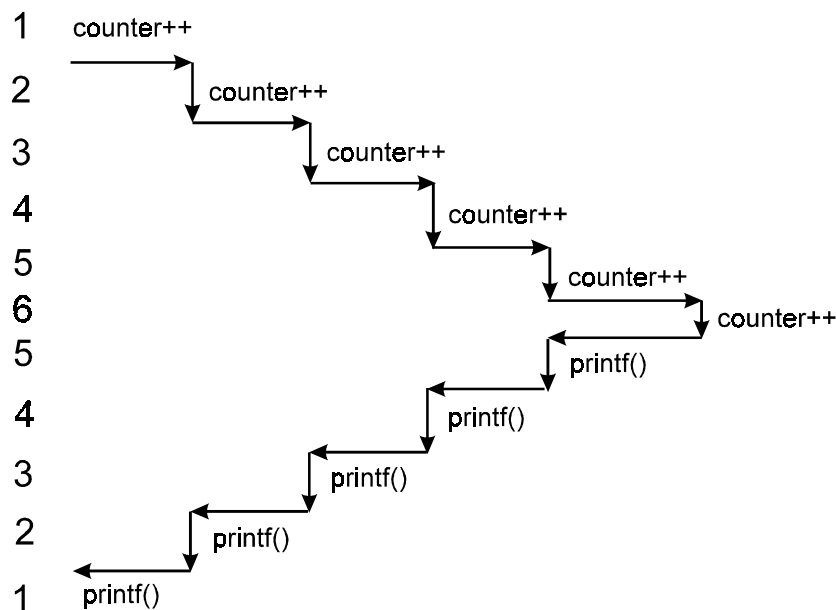 1 counter++
2 counter++
3 counter++
4 counter++
5 counter++
6 counter++
5 printf()
4 printf()
3 printf()
2 printf()
1 printf()